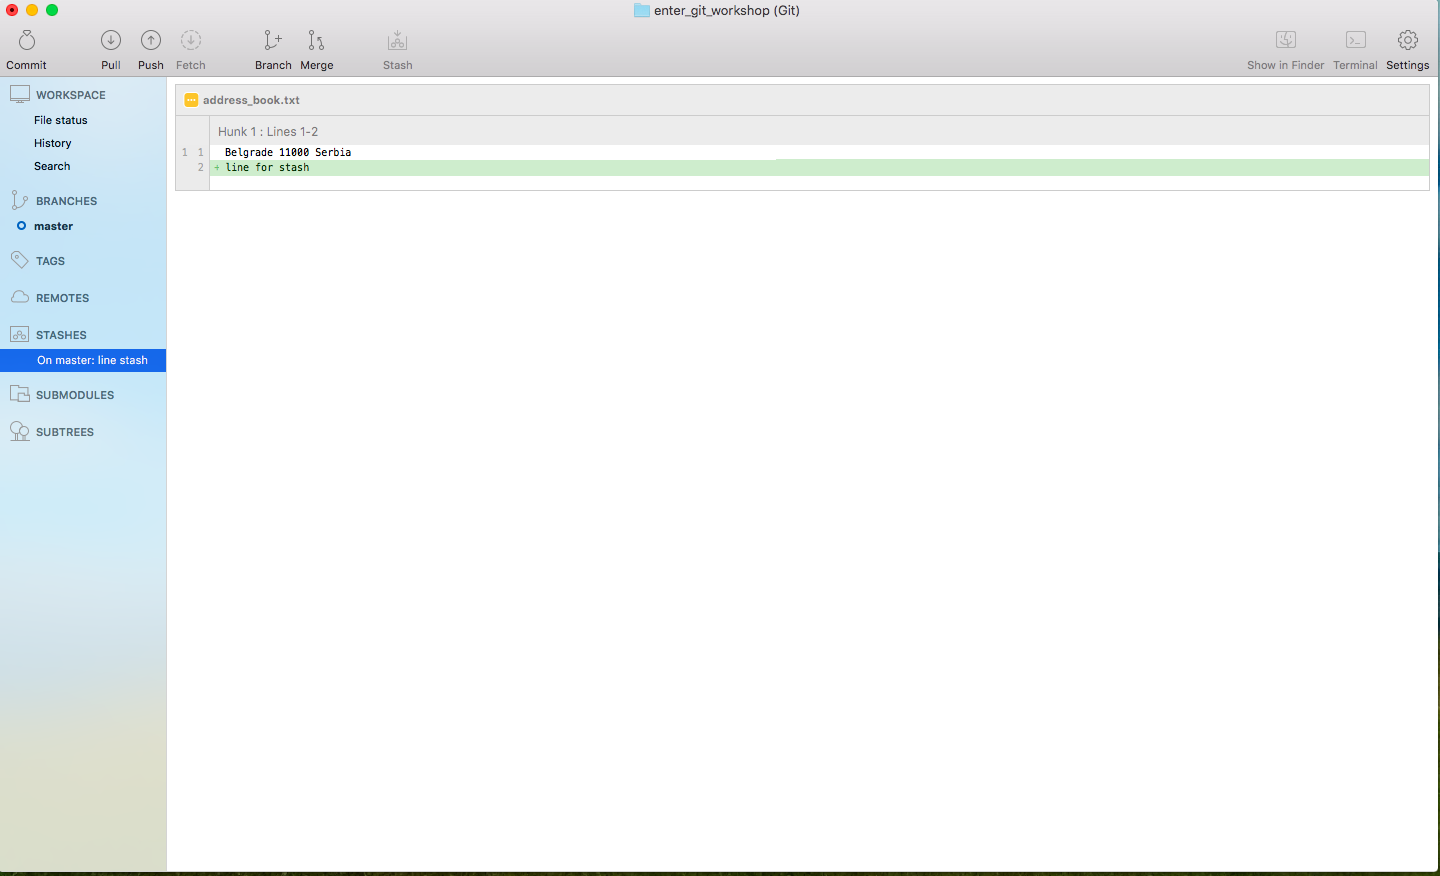 enter_git_workshop (Git)
Commit Pull Push Fetch Branch Merge Stash Show in Finder Terminal Settings
WORKSPACE
File status
History
Search
BRANCHES
master
TAGS
REMOTES
STASHES
On master: line stash
SUBMODULES
SUBTREES
address_book.txt
Hunk 1 : Lines 1-2
1 1 Belgrade 11000 Serbia
2 + line for stash